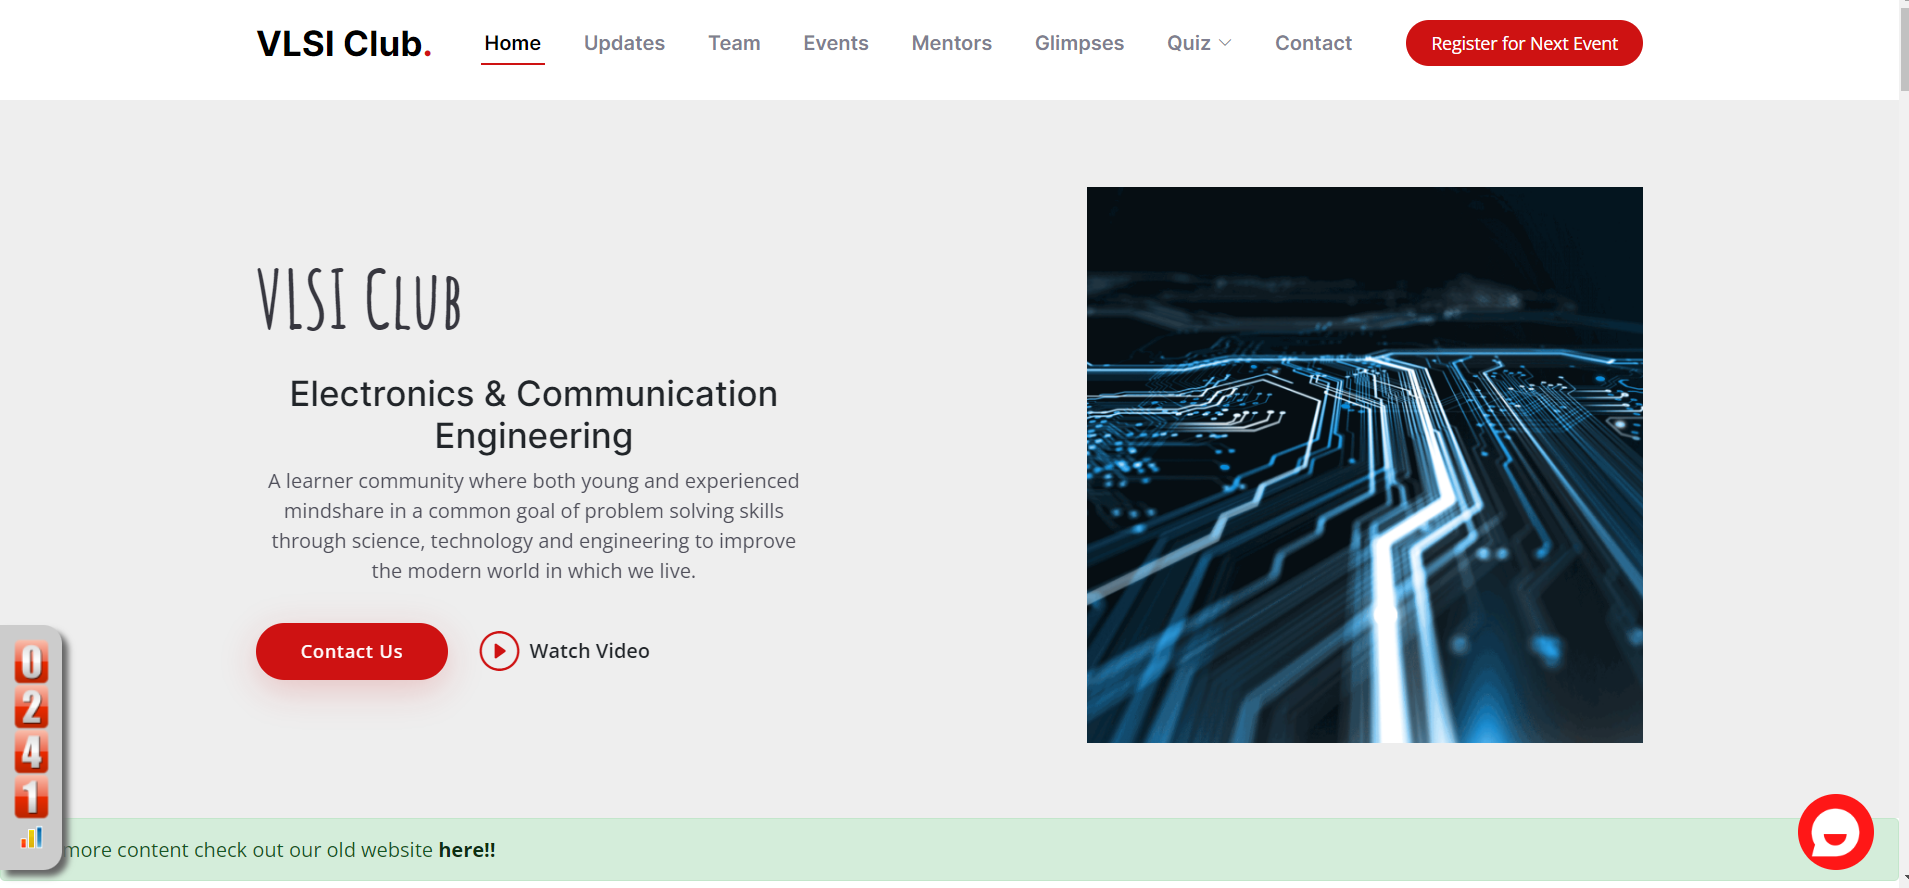 VLSI Club.
Home Updates Team Events Mentors Glimpses Quiz Contact
Register for Next Event
VLSI Club
Electronics & Communication
Engineering
A learner community where both young and experienced
mindshare in a common goal of problem solving skills
through science, technology and engineering to improve
the modern world in which we live.
Contact Us
Watch Video
0
2
4
1
more content check out our old website here!!